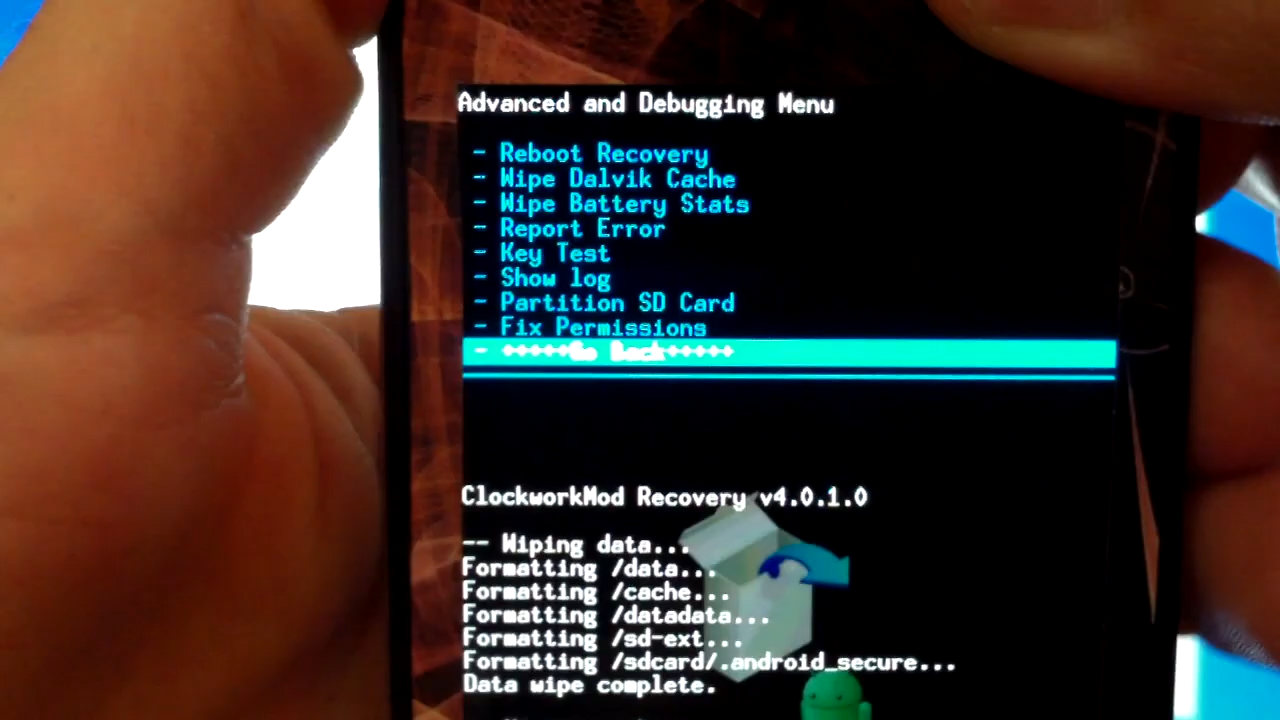 Advanced and Debugging Menu
- Reboot Recovery
- Wipe Dalvik Cache
- Wipe Battery Stats
- Report Error
- Key Test
- Show log
- Partition SD Card
- Fix Permissions
- +++++Go Back+++++
ClockworkMod Recovery v4.0.1.0
-- Wiping data...
Formatting /data...
Formatting /cache...
Formatting /datadata...
Formatting /sd-ext...
Formatting /sdcard/.android_secure...
Data wipe complete.